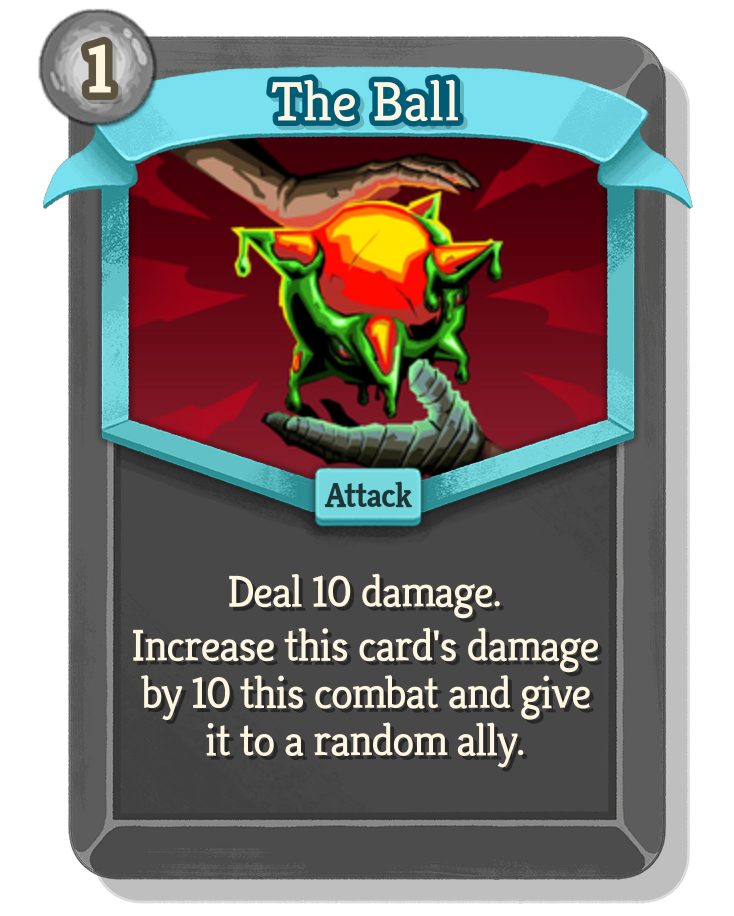 1
The Ball
Attack
Deal 10 damage.
Increase this card's damage
by 10 this combat and give
it to a random ally.